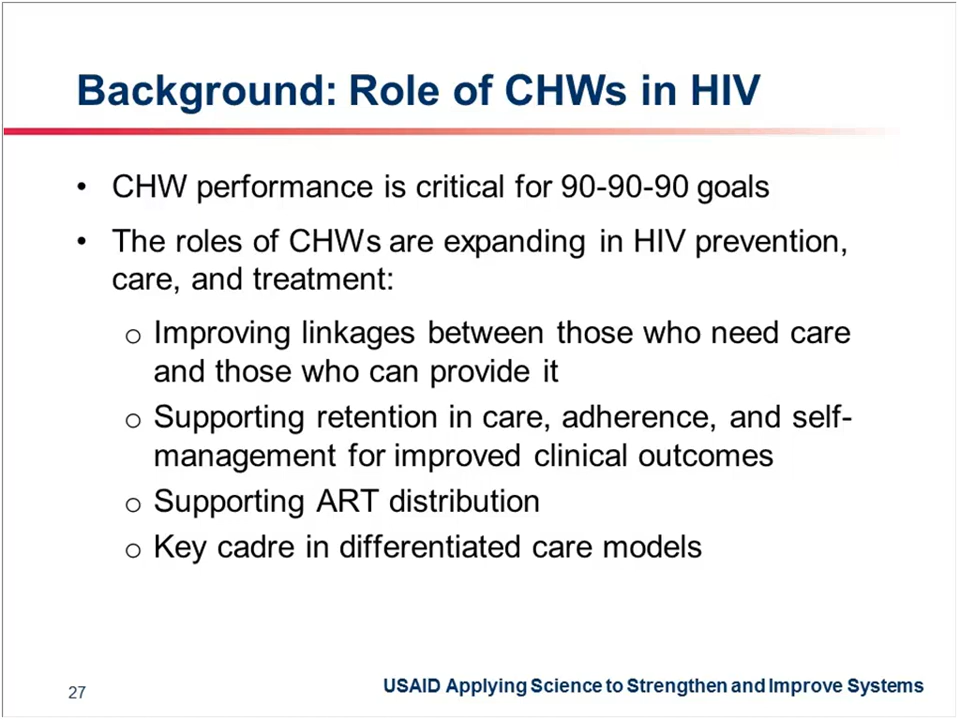 Background: Role of CHWs in HIV
• CHW performance is critical for 90-90-90 goals
• The roles of CHWs are expanding in HIV prevention,
care, and treatment:
o Improving linkages between those who need care
and those who can provide it
o Supporting retention in care, adherence, and self-
management for improved clinical outcomes
o Supporting ART distribution
o Key cadre in differentiated care models
27
USAID Applying Science to Strengthen and Improve Systems